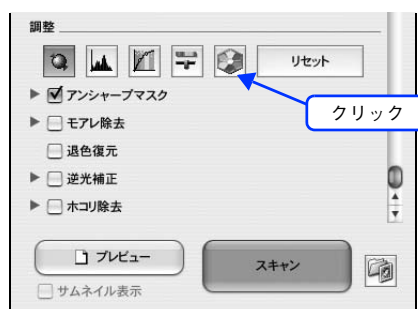 調整
リセット
アンシャープマスク
クリック
モアレ除去
退色復元
逆光補正
ホコリ除去
プレビュー
スキャン
サムネイル表示